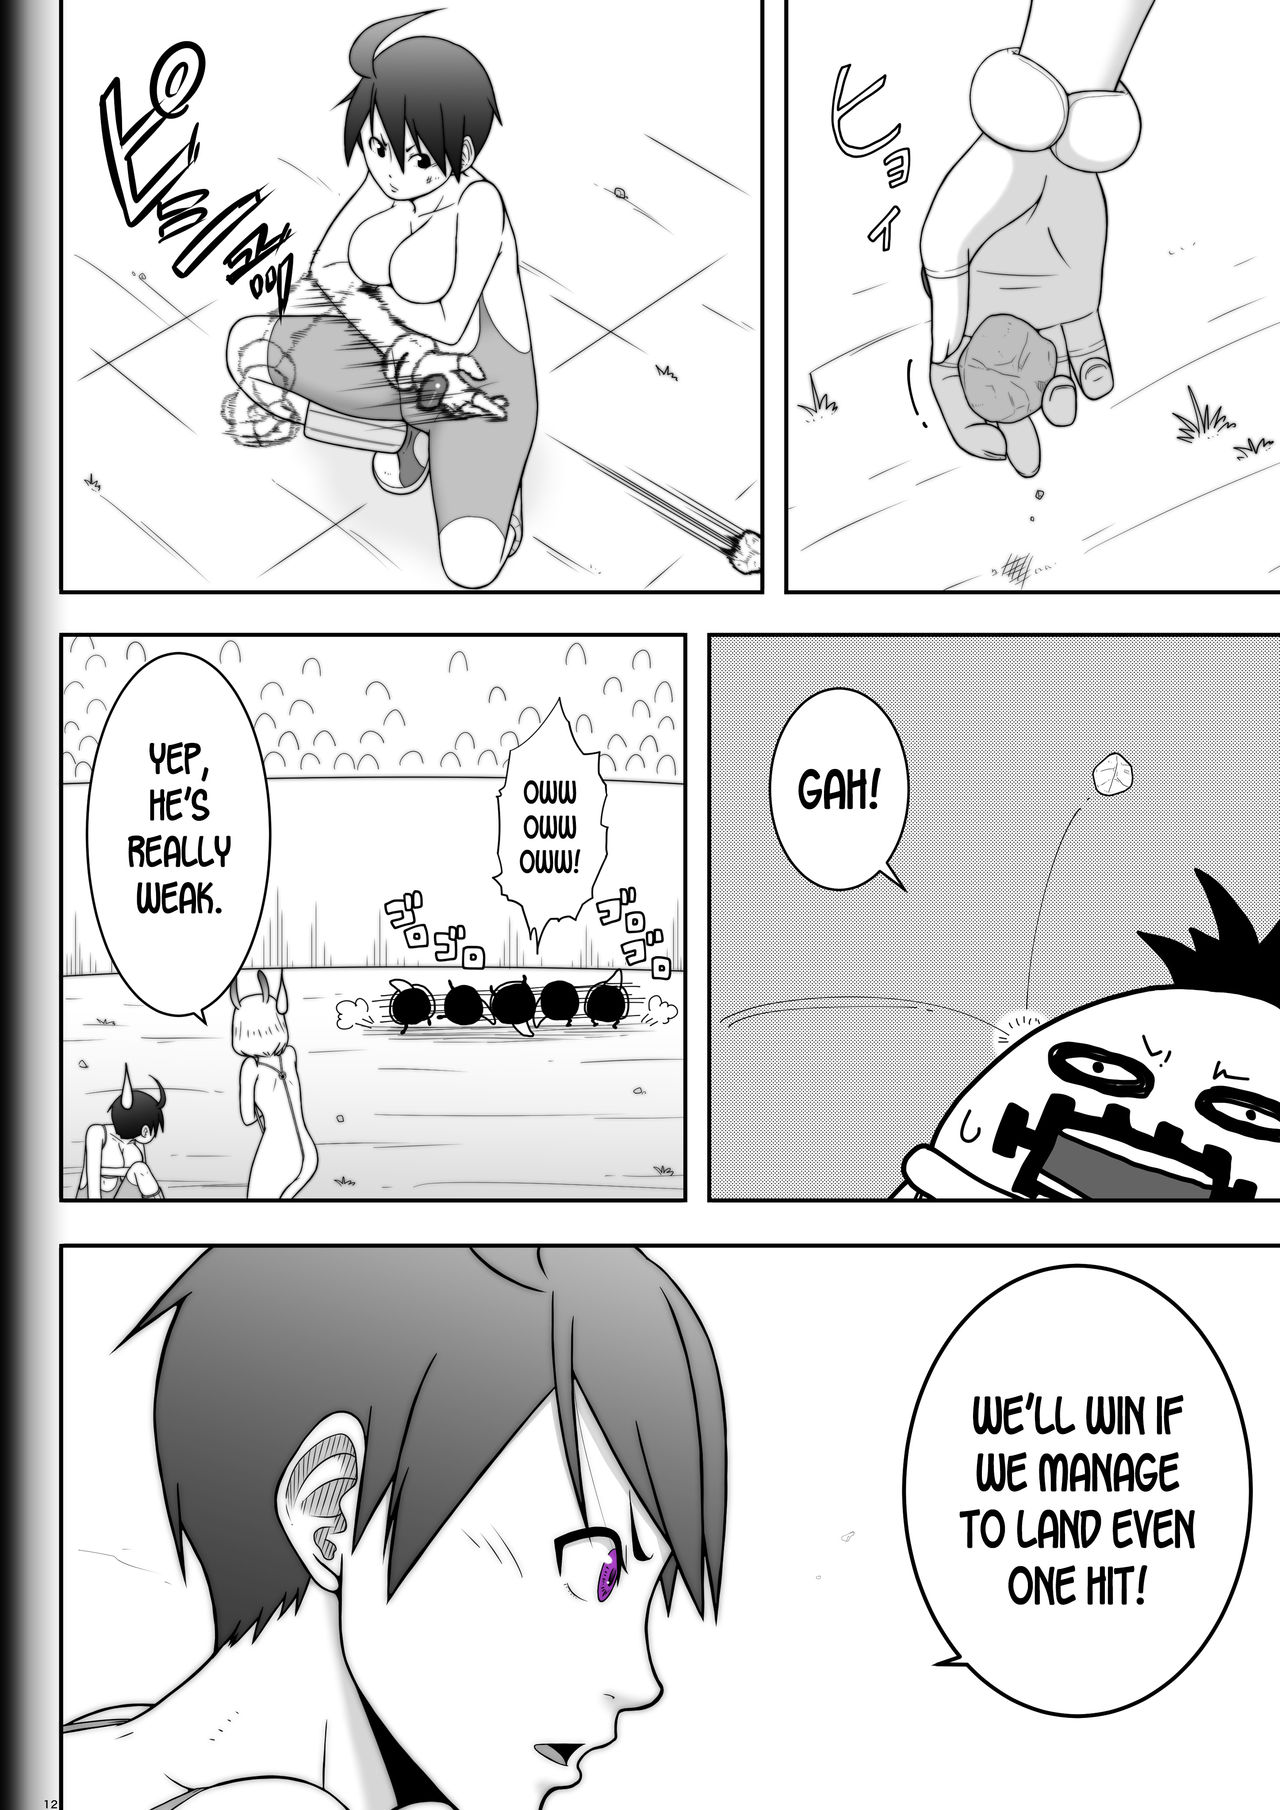 ヒョイ
ピシュッ
GAH!
OWW
OWW
OWW!
ゴロ
ゴロ
ゴロ
ゴロ
YEP,
HE'S
REALLY
WEAK.
WE'LL WIN IF
WE MANAGE
TO LAND EVEN
ONE HIT!
12